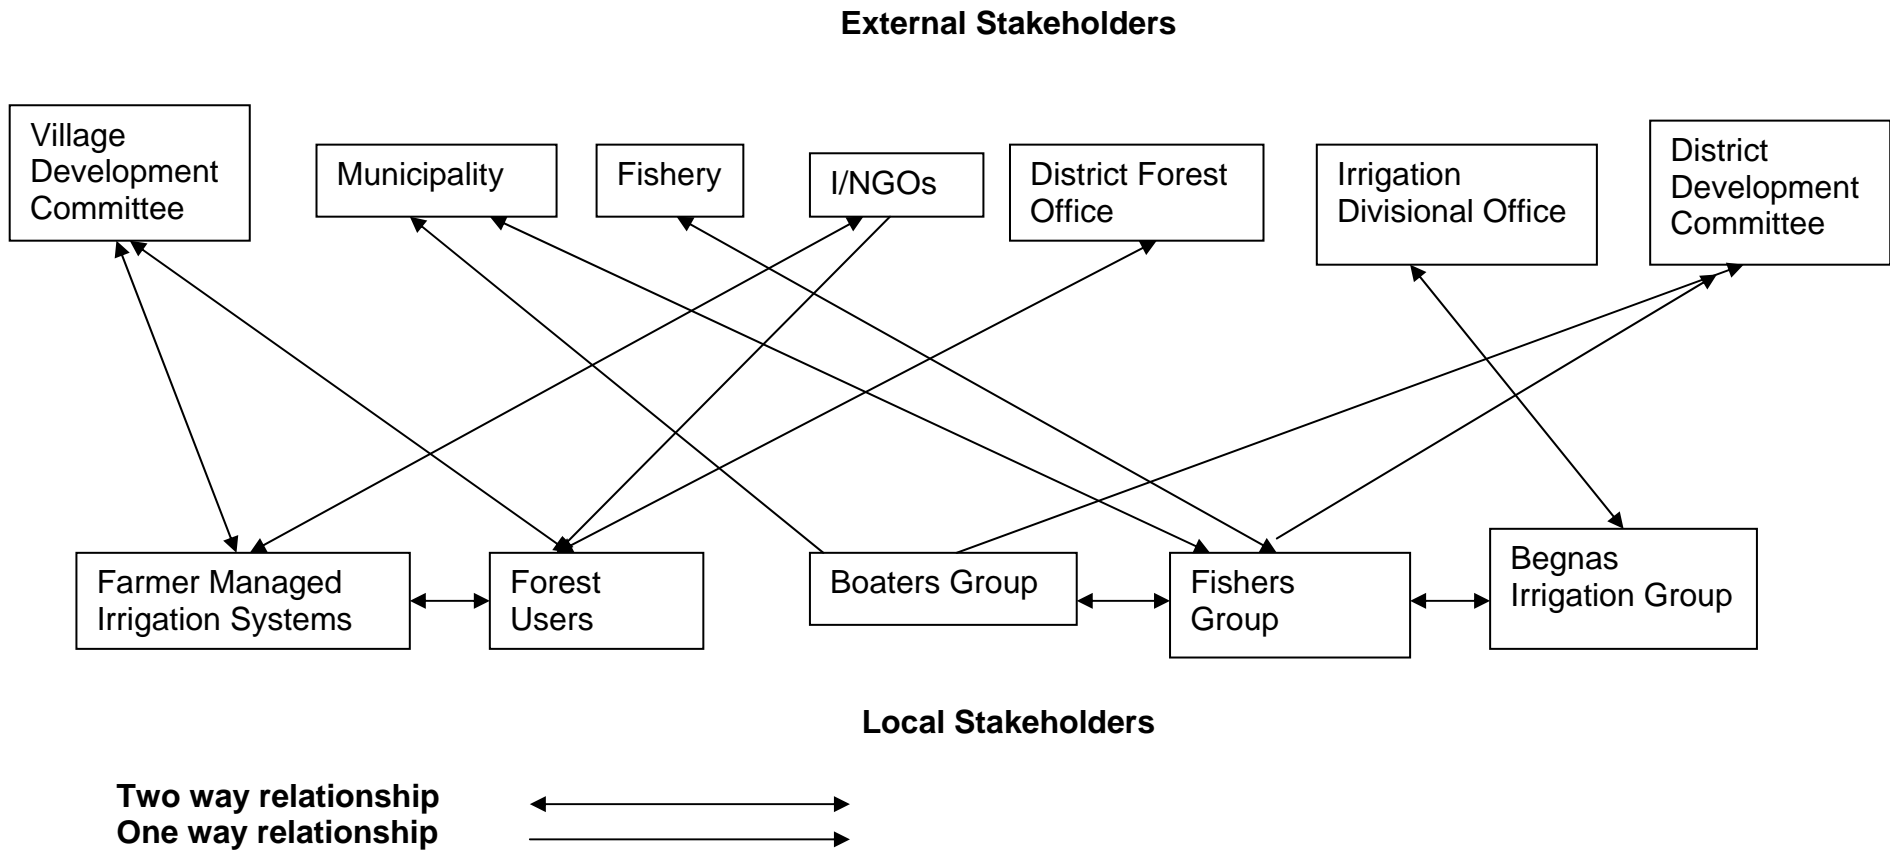 External Stakeholders
Village
Development
Committee
Municipality
Fishery
I/NGOs
District Forest
Office
Irrigation
Divisional Office
District
Development
Committee
Farmer Managed
Irrigation Systems
Forest
Users
Boaters Group
Fishers
Group
Begnas
Irrigation Group
Local Stakeholders
Two way relationship
One way relationship